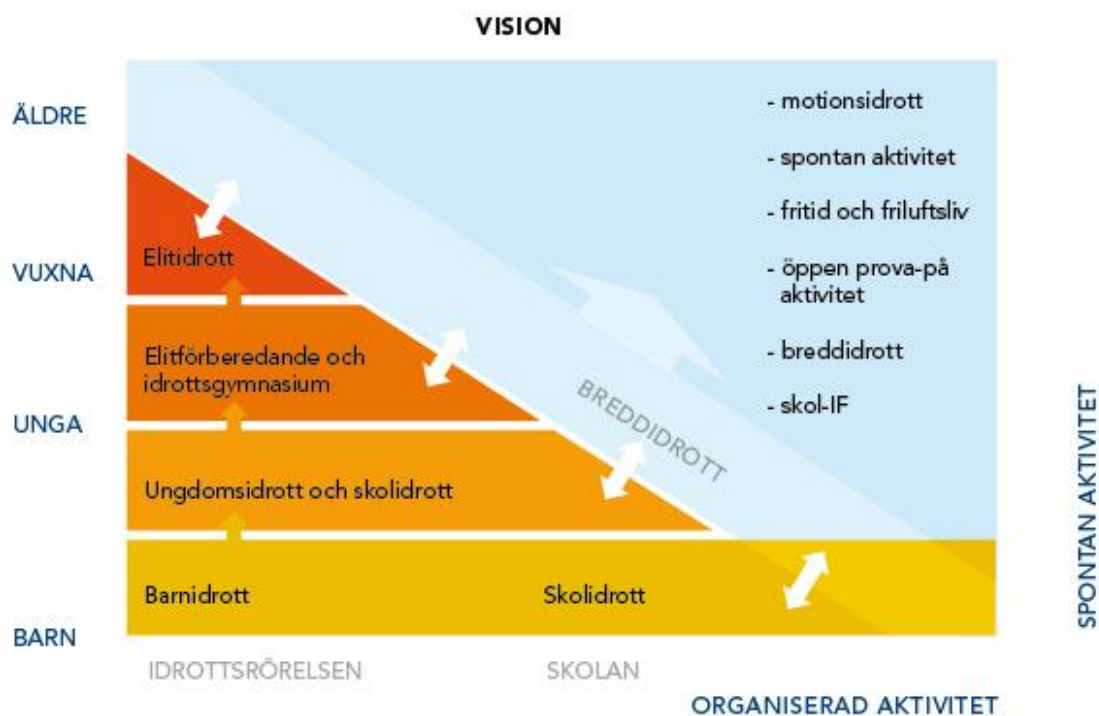 VISION
ÄLDRE
VUXNA
UNGA
BARN
Elitidrott
Elitförberedande och
idrottsgymnasium
Ungdomsidrott och skolidrott
Barnidrott
Skolidrott
BREDDIDROTT
- motionsidrott
- spontan aktivitet
- fritid och friluftsliv
- öppen prova-på
aktivitet
- breddidrott
- skol-IF
SPONTAN AKTIVITET
IDROTTSRÖRELSEN
SKOLAN
ORGANISERAD AKTIVITET